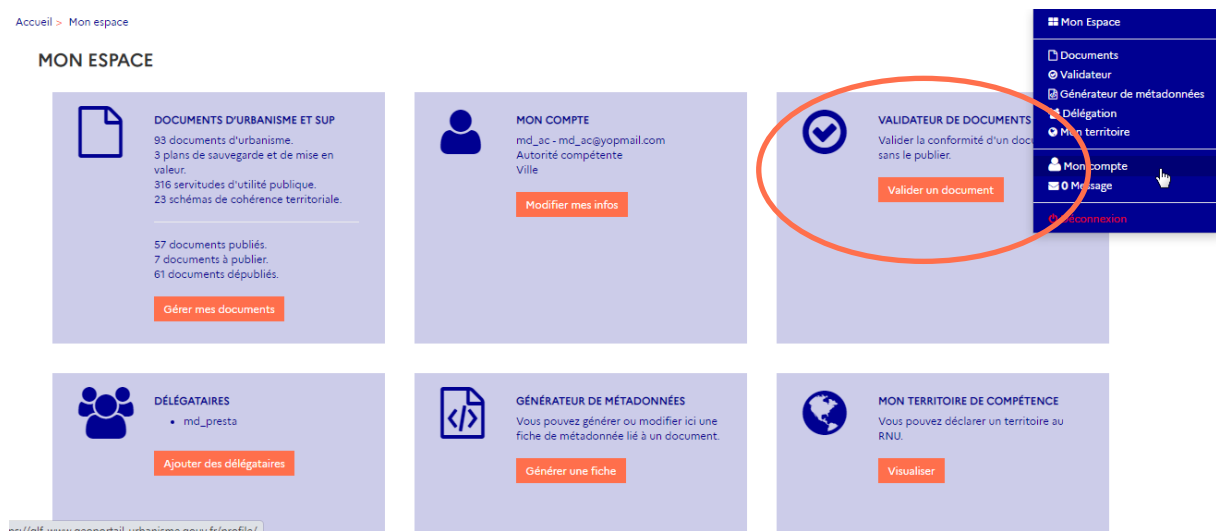 Accueil > Mon espace
MON ESPACE
DOCUMENTS D'URBANISME ET SUP
93 documents d'urbanisme.
3 plans de sauvegarde et de mise en
valeur.
316 servitudes d'utilité publique.
23 schémas de cohérence territoriale.
57 documents publiés.
7 documents à publier.
61 documents dépubliés.
Gérer mes documents
MON COMPTE
md_ac - md_ac@yopmail.com
Autorité compétente
Ville
Modifier mes infos
VALIDATEUR DE DOCUMENTS
Valider la conformité d'un doc
sans le publier.
Valider un document
Mon Espace
Documents
Validateur
Générateur de métadonnées
Délégation
Mon territoire
Mon compte
0 Message
Déconnexion
DÉLÉGATAIRES
• md_presta
Ajouter des délégataires
GÉNÉRATEUR DE MÉTADONNÉES
Vous pouvez générer ou modifier ici une
fiche de métadonnée lié à un document.
Générer une fiche
MON TERRITOIRE DE COMPÉTENCE
Vous pouvez déclarer un territoire au
RNU.
Visualiser